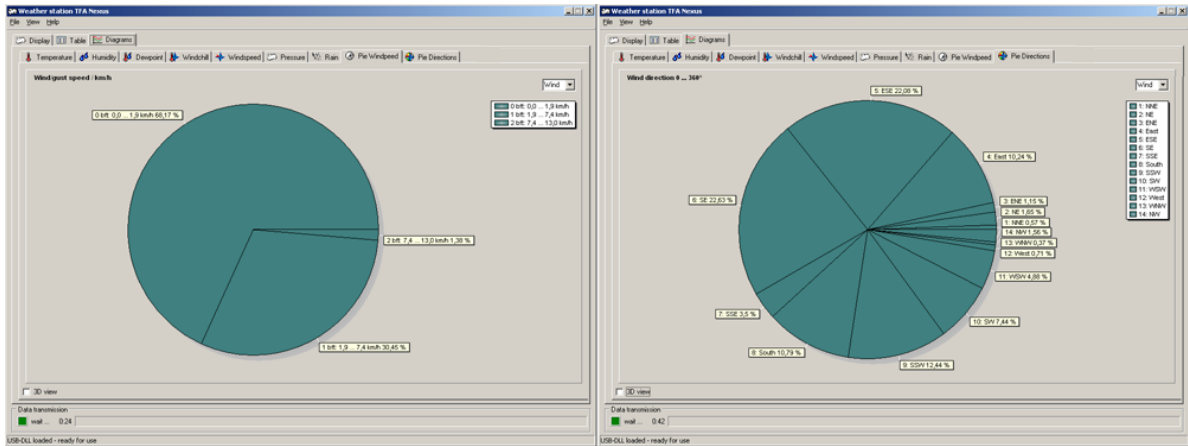 Weather station TFA Nexus
File View Help
Display Table Diagrams
Temperature Humidity Dewpoint Windchill Windspeed Pressure Rain Pie Windspeed Pie Directions
Wind gust speed / km/h
Wind
0 bft: 0,0 ... 1,9 km/h
1 bft: 1,9 ... 7,4 km/h
2 bft: 7,4 ... 13,0 km/h
0 bft: 0,0 ... 1,9 km/h 68,17 %
2 bft: 7,4 ... 13,0 km/h 1,38 %
1 bft: 1,9 ... 7,4 km/h 30,45 %
3D view
Data transmission
wait ... 0:24
USB-DLL loaded - ready for use
Weather station TFA Nexus
File View Help
Display Table Diagrams
Temperature Humidity Dewpoint Windchill Windspeed Pressure Rain Pie Windspeed Pie Directions
Wind direction 0 ... 360°
Wind
1: NNE
2: NE
3: ENE
4: East
5: ESE
6: SE
7: SSE
8: South
9: SSW
10: SW
11: WSW
12: West
13: WNW
14: NW
5: ESE 22,08 %
4: East 10,24 %
6: SE 22,63 %
3: ENE 1,15 %
2: NE 1,65 %
1: NNE 0,57 %
14: NW 1,56 %
13: WNW 0,37 %
12: West 0,71 %
11: WSW 4,88 %
7: SSE 3,5 %
10: SW 7,44 %
8: South 10,79 %
9: SSW 12,44 %
3D view
Data transmission
wait ... 0:42
USB-DLL loaded - ready for use